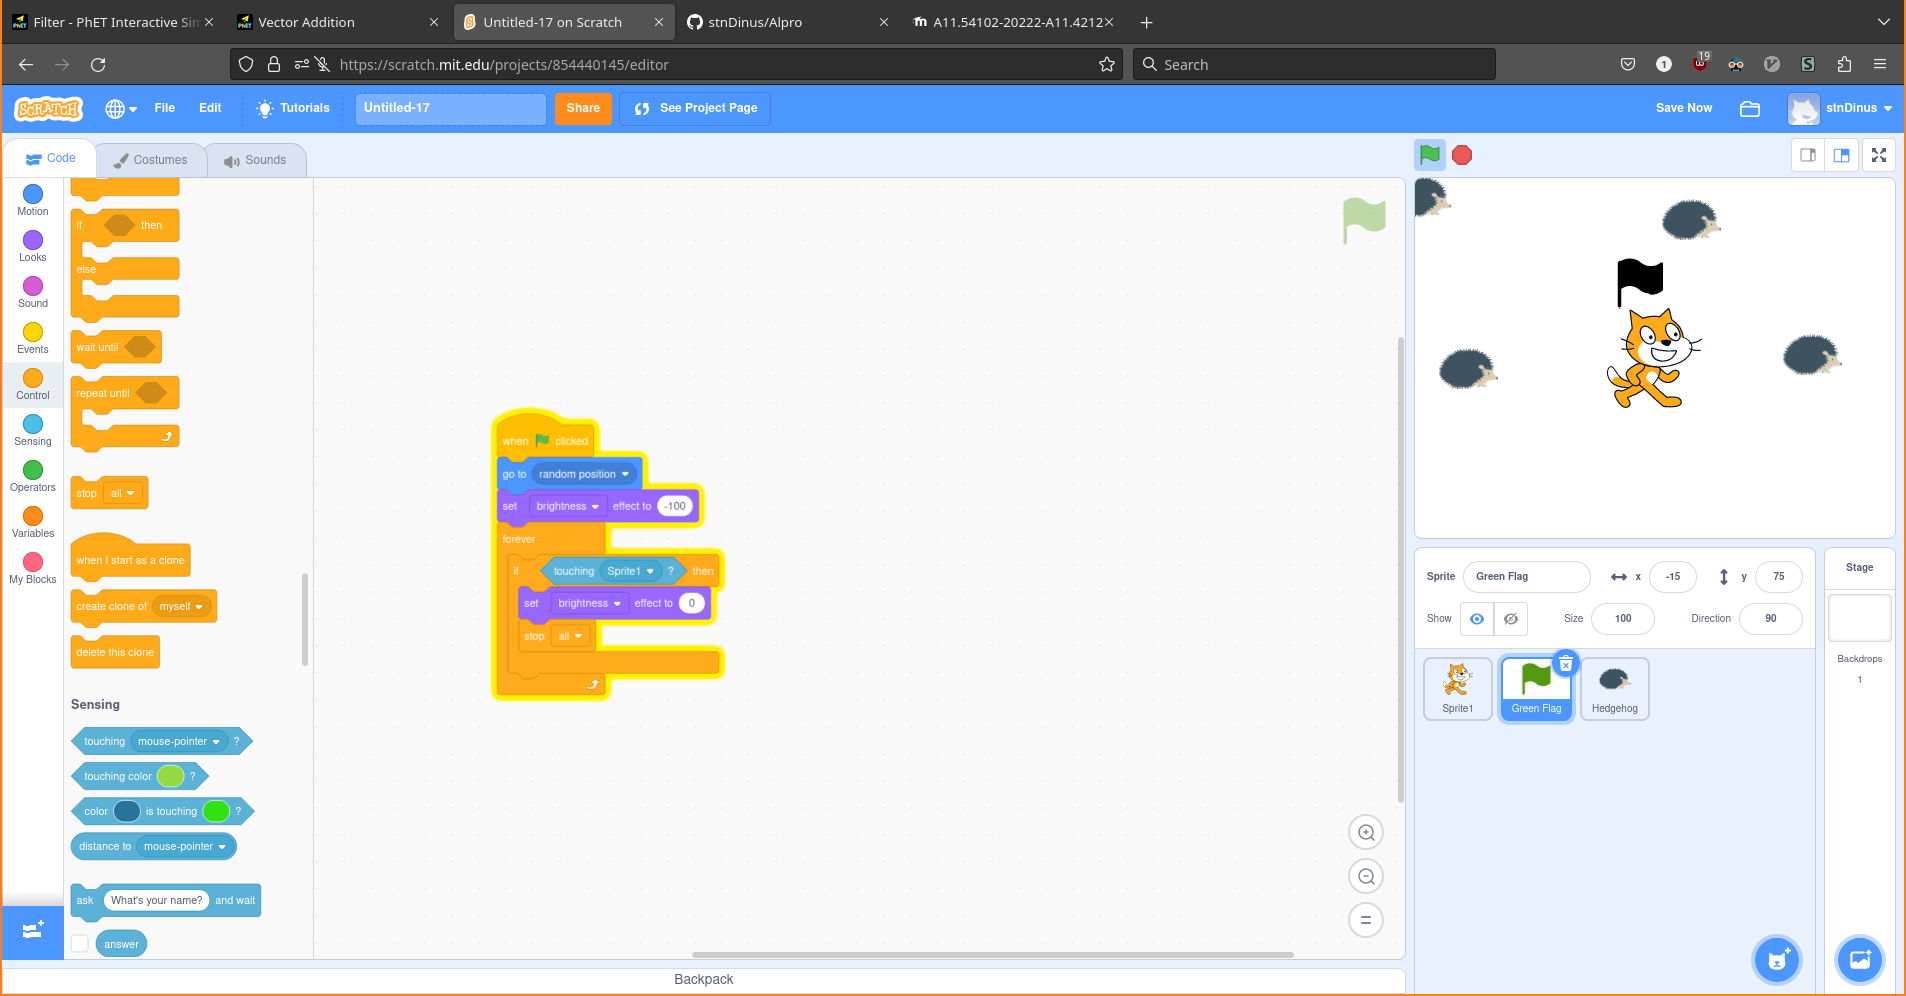 Filter - PhET Interactive Sim
Vector Addition
Untitled-17 on Scratch
stnDinus/Alpro
A11.54102-20222-A11.4212
https://scratch.mit.edu/projects/854440145/editor
Search
1
19
SCRATCH
File
Edit
Tutorials
Untitled-17
Share
See Project Page
Save Now
stnDinus
Code
Costumes
Sounds
Motion
Looks
Sound
Events
Control
Sensing
Operators
Variables
My Blocks
if then
else
wait until
repeat until
stop all
when I start as a clone
create clone of myself
delete this clone
Sensing
touching mouse-pointer ?
touching color ?
color is touching ?
distance to mouse-pointer
ask What's your name? and wait
answer
when clicked
go to random position
set brightness effect to -100
forever
if touching Sprite1 ? then
set brightness effect to 0
stop all
Sprite Green Flag x -15 y 75
Show Size 100 Direction 90
Sprite1
Green Flag
Hedgehog
Stage
Backdrops
1
Backpack